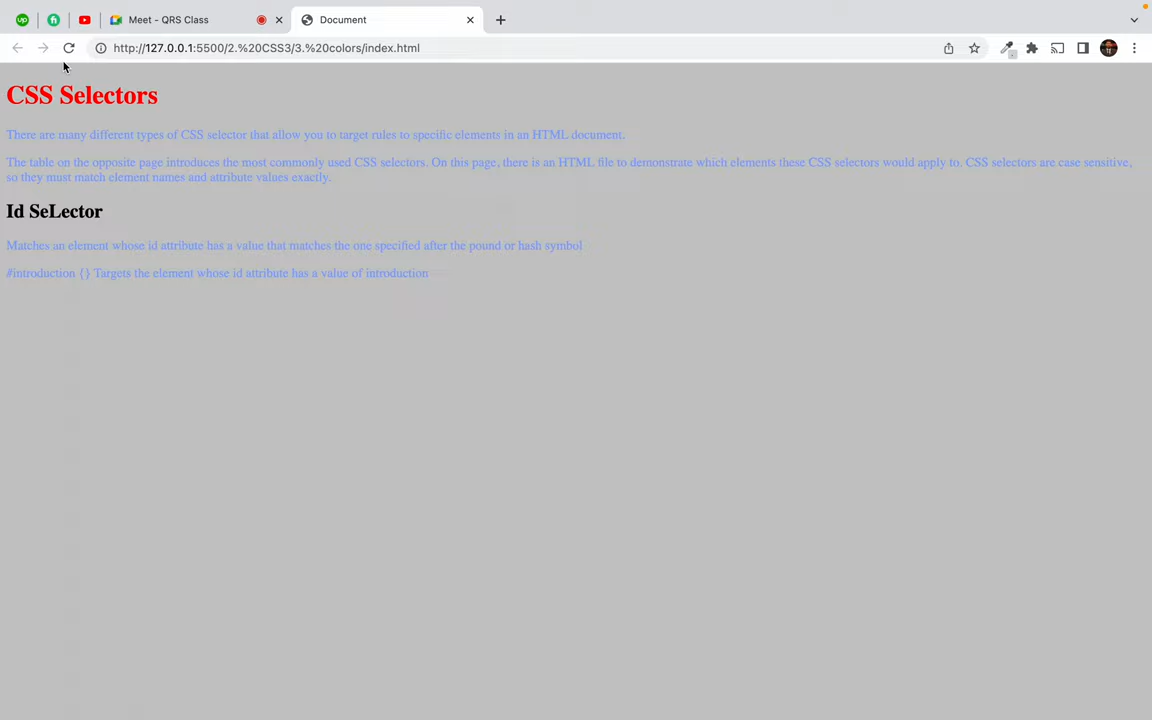 up
fi
Meet - QRS Class
Document
http://127.0.0.1:5500/2.%20CSS3/3.%20colors/index.html
CSS Selectors
There are many different types of CSS selector that allow you to target rules to specific elements in an HTML document.
The table on the opposite page introduces the most commonly used CSS selectors. On this page, there is an HTML file to demonstrate which elements these CSS selectors would apply to. CSS selectors are case sensitive,
so they must match element names and attribute values exactly.
Id SeLector
Matches an element whose id attribute has a value that matches the one specified after the pound or hash symbol
#introduction {} Targets the element whose id attribute has a value of introduction